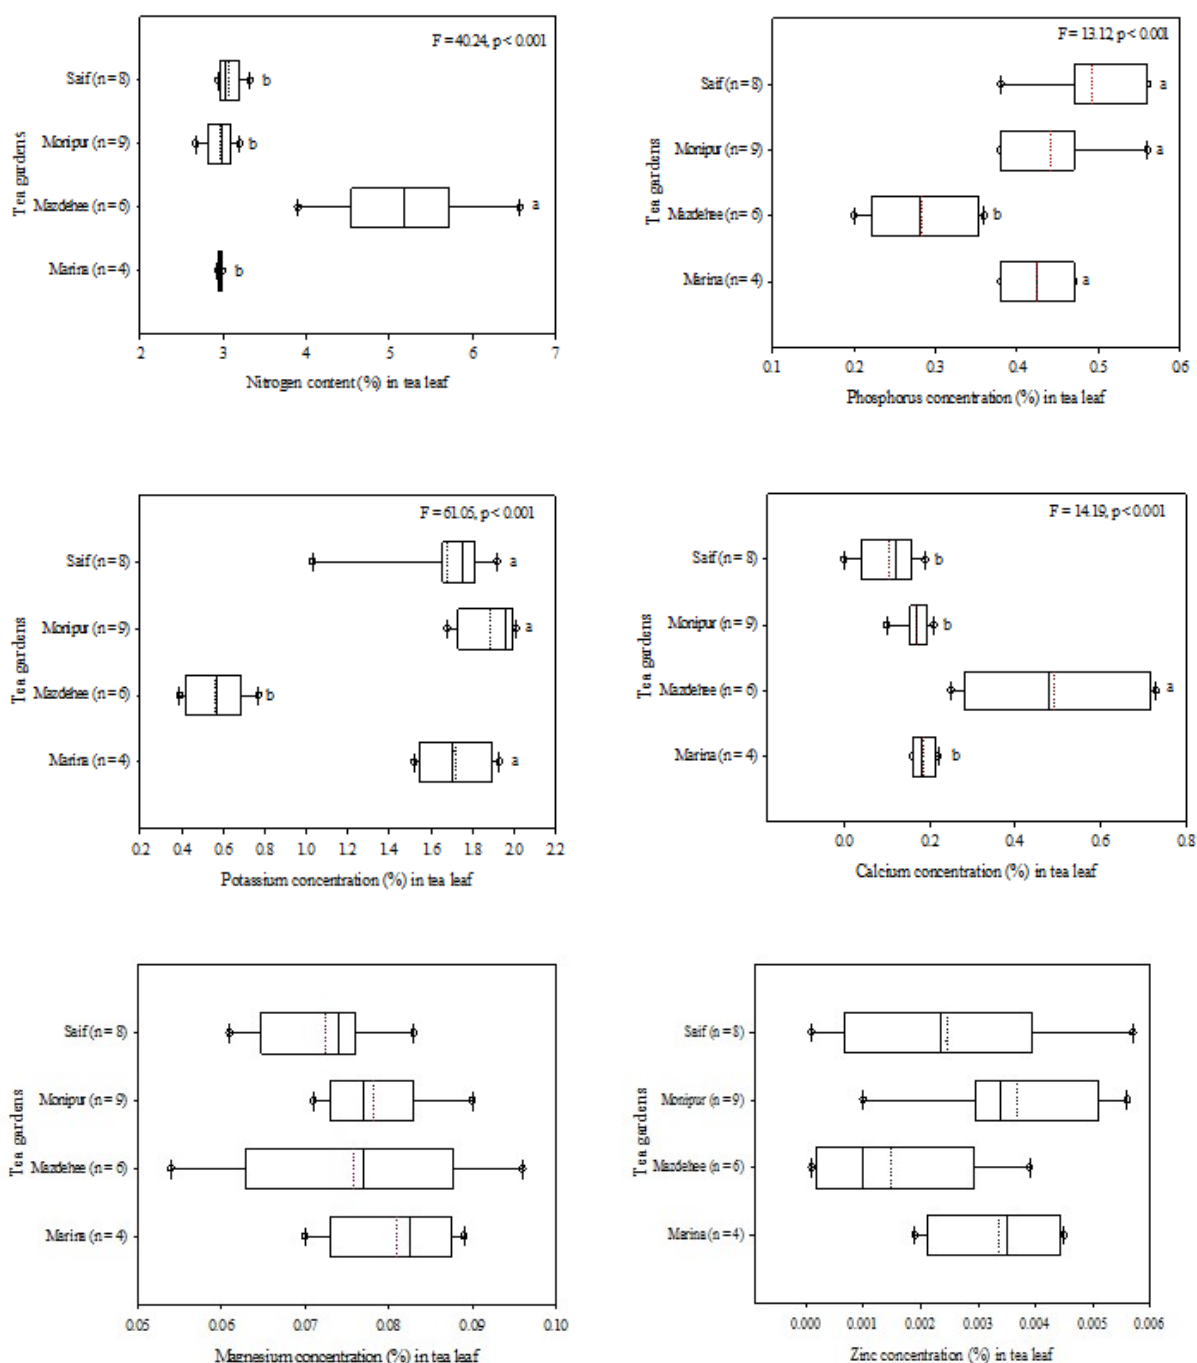 F = 40.24, p < 0.001
Saif (n = 8)
b
Monipur (n = 9)
b
Mazdehee (n = 6)
a
Marina (n = 4)
b
Tea gardens
2 3 4 5 6 7
Nitrogen content (%) in tea leaf
F = 13.12, p < 0.001
Saif (n = 8)
a
Monipur (n = 9)
a
Mazdehee (n = 6)
b
Marina (n = 4)
a
Tea gardens
0.1 0.2 0.3 0.4 0.5 0.6
Phosphorus concentration (%) in tea leaf
F = 61.05, p < 0.001
Saif (n = 8)
a
Monipur (n = 9)
a
Mazdehee (n = 6)
b
Marina (n = 4)
a
Tea gardens
0.2 0.4 0.6 0.8 1.0 1.2 1.4 1.6 1.8 2.0 2.2
Potassium concentration (%) in tea leaf
F = 14.19, p < 0.001
Saif (n = 8)
b
Monipur (n = 9)
b
Mazdehee (n = 6)
a
Marina (n = 4)
b
Tea gardens
0.0 0.2 0.4 0.6 0.8
Calcium concentration (%) in tea leaf
Saif (n = 8)
Monipur (n = 9)
Mazdehee (n = 6)
Marina (n = 4)
Tea gardens
0.05 0.06 0.07 0.08 0.09 0.10
Magnesium concentration (%) in tea leaf
Saif (n = 8)
Monipur (n = 9)
Mazdehee (n = 6)
Marina (n = 4)
Tea gardens
0.000 0.001 0.002 0.003 0.004 0.005 0.006
Zinc concentration (%) in tea leaf